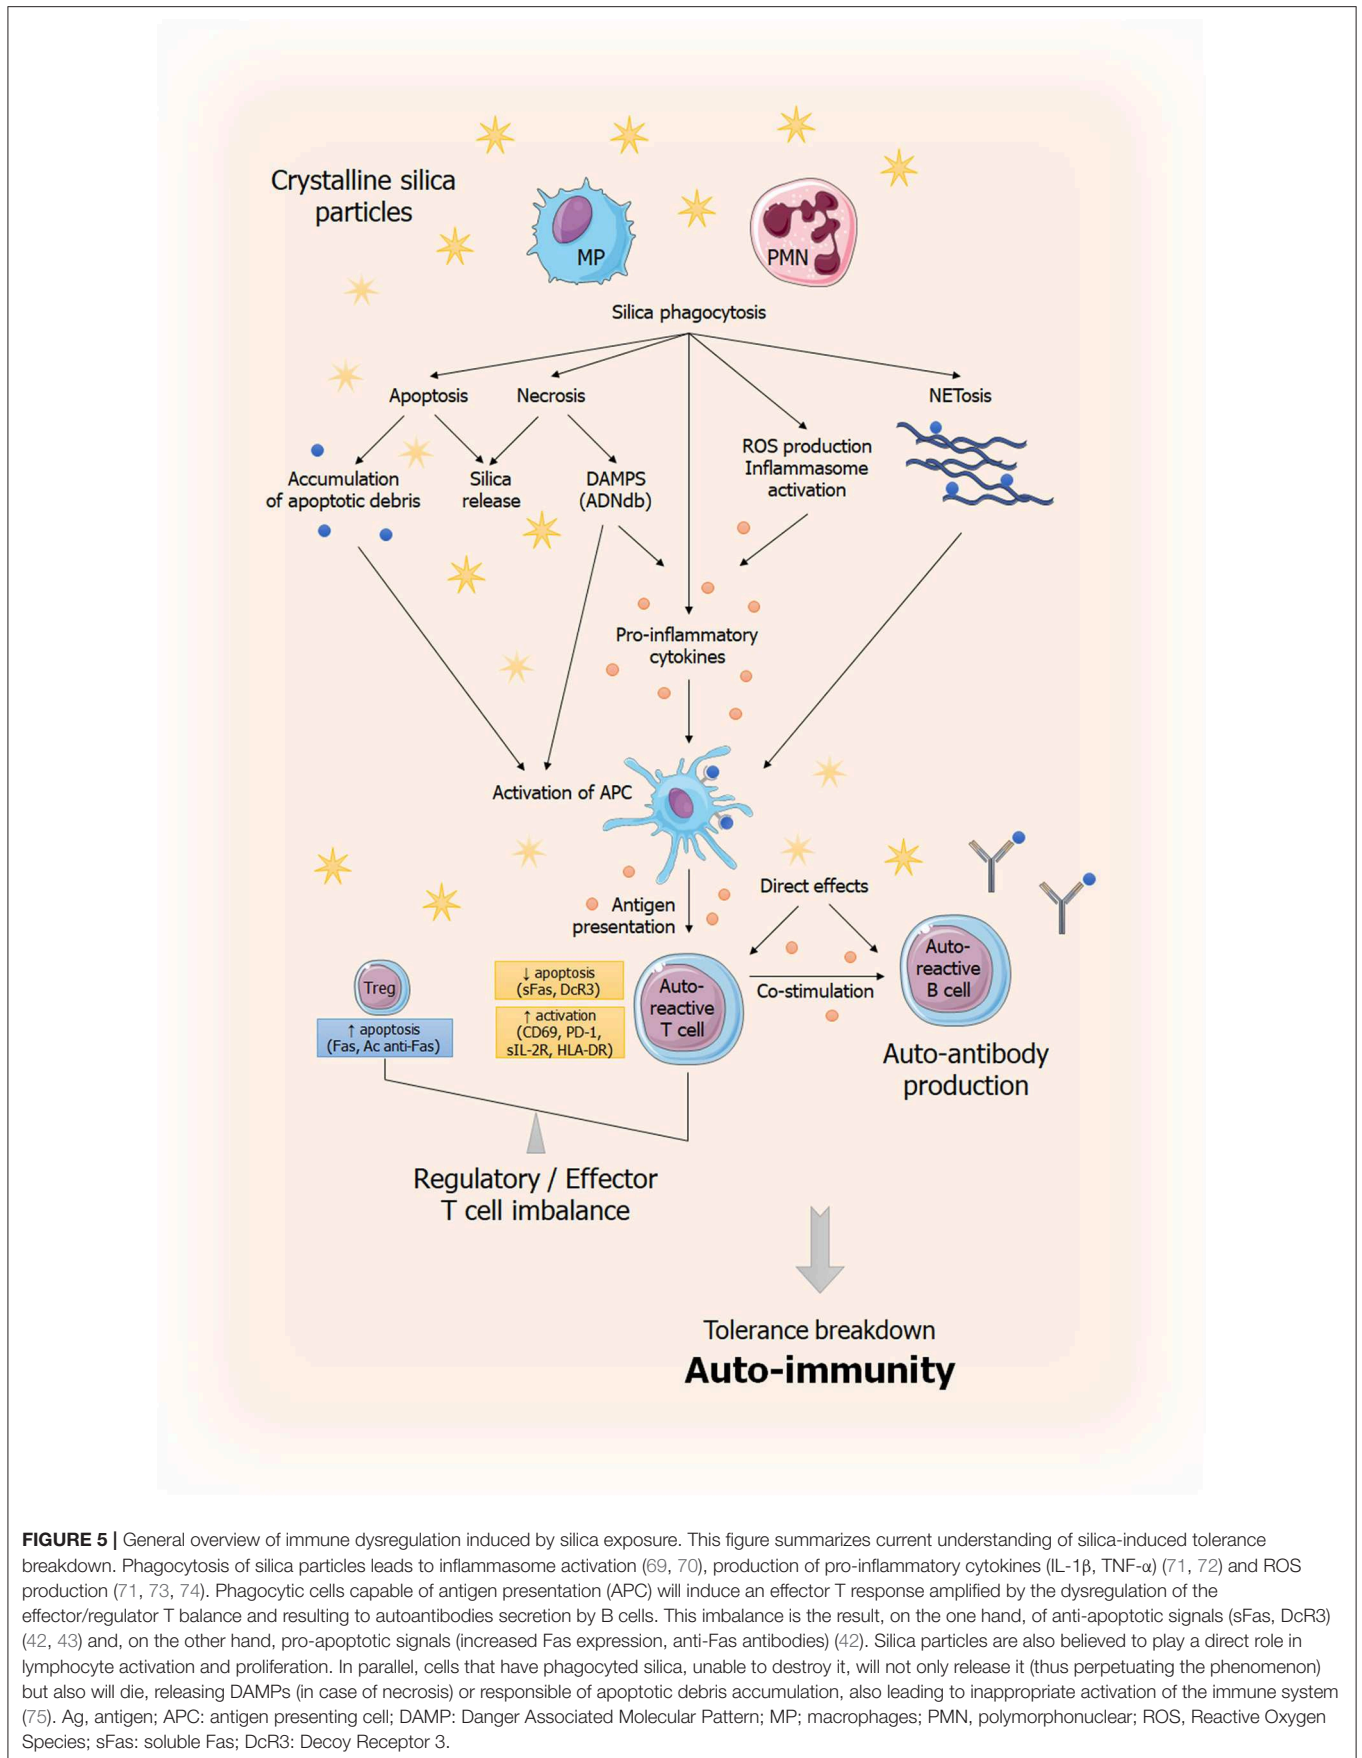 Crystalline silica
particles
MP
PMN
Silica phagocytosis
Apoptosis
Necrosis
NETosis
ROS production
Inflammasome
activation
Accumulation
of apoptotic debris
Silica
release
DAMPS
(ADNdb)
Pro-inflammatory
cytokines
Activation of APC
Direct effects
Antigen
presentation
Treg
↑ apoptosis
(Fas, Ac anti-Fas)
↓ apoptosis
(sFas, DcR3)
↑ activation
(CD69, PD-1,
sIL-2R, HLA-DR)
Auto-
reactive
T cell
Co-stimulation
Auto-
reactive
B cell
Auto-antibody
production
Regulatory / Effector
T cell imbalance
Tolerance breakdown
Auto-immunity
FIGURE 5 | General overview of immune dysregulation induced by silica exposure. This figure summarizes current understanding of silica-induced tolerance
breakdown. Phagocytosis of silica particles leads to inflammasome activation (69, 70), production of pro-inflammatory cytokines (IL-1β, TNF-α) (71, 72) and ROS
production (71, 73, 74). Phagocytic cells capable of antigen presentation (APC) will induce an effector T response amplified by the dysregulation of the
effector/regulator T balance and resulting to autoantibodies secretion by B cells. This imbalance is the result, on the one hand, of anti-apoptotic signals (sFas, DcR3)
(42, 43) and, on the other hand, pro-apoptotic signals (increased Fas expression, anti-Fas antibodies) (42). Silica particles are also believed to play a direct role in
lymphocyte activation and proliferation. In parallel, cells that have phagocyted silica, unable to destroy it, will not only release it (thus perpetuating the phenomenon)
but also will die, releasing DAMPs (in case of necrosis) or responsible of apoptotic debris accumulation, also leading to inappropriate activation of the immune system
(75). Ag, antigen; APC: antigen presenting cell; DAMP: Danger Associated Molecular Pattern; MP; macrophages; PMN, polymorphonuclear; ROS, Reactive Oxygen
Species; sFas: soluble Fas; DcR3: Decoy Receptor 3.